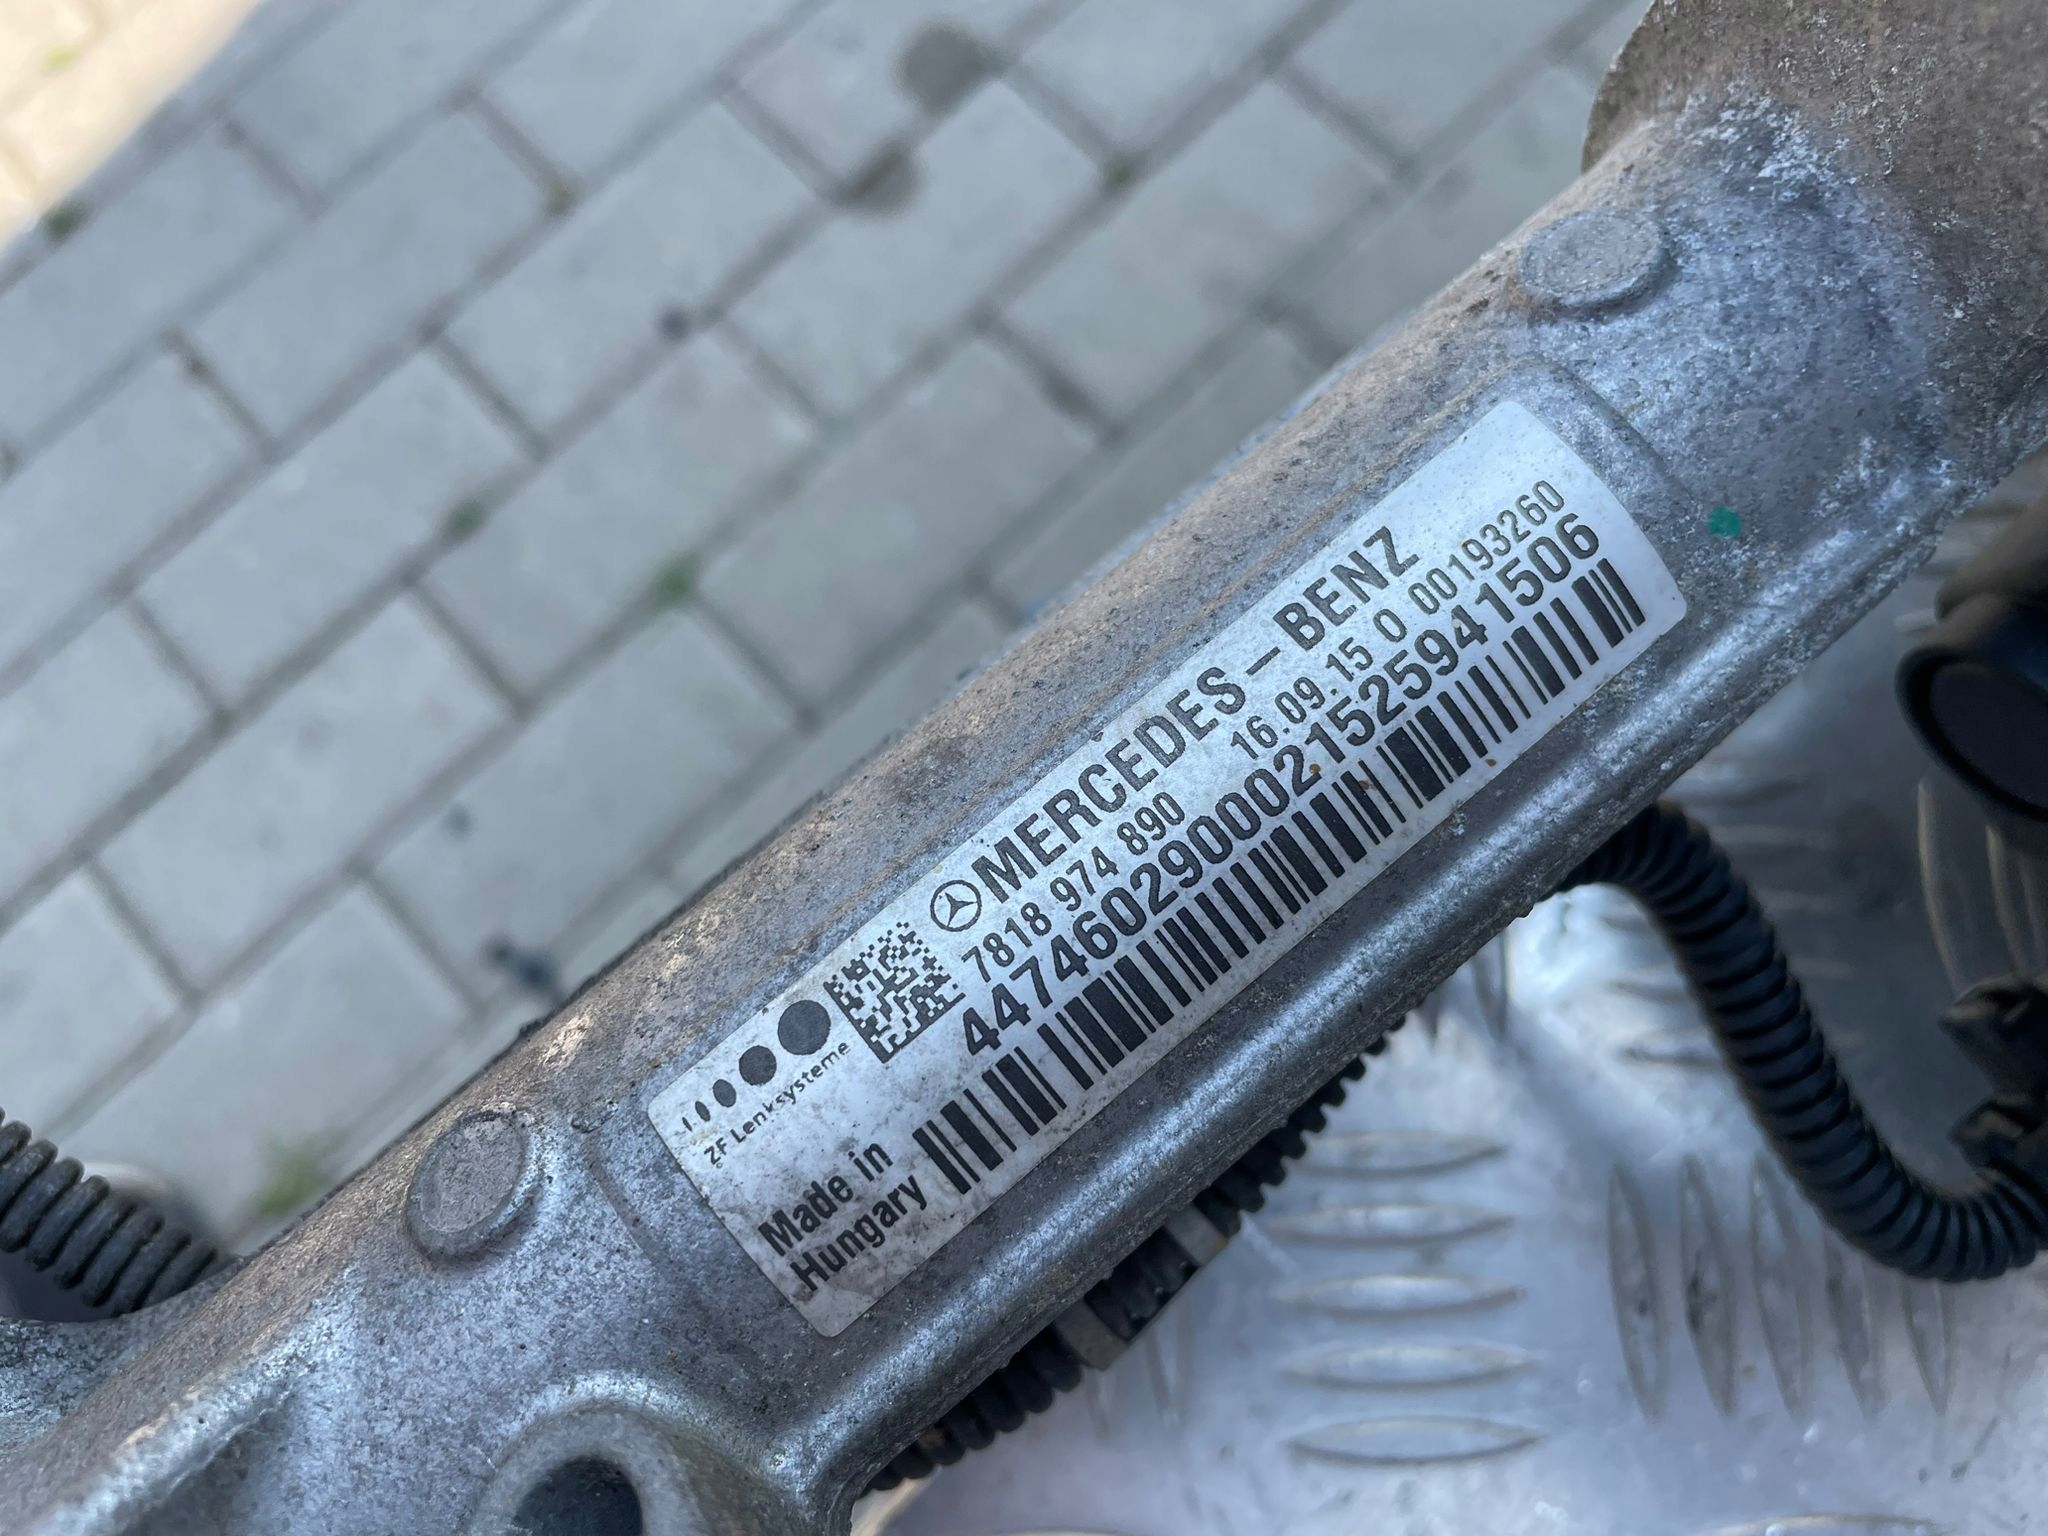 MERCEDES-BENZ
7818 974 890 16.09.15 0 00193260
4474602900021525941506
ZF Lenksysteme
Made in
Hungary